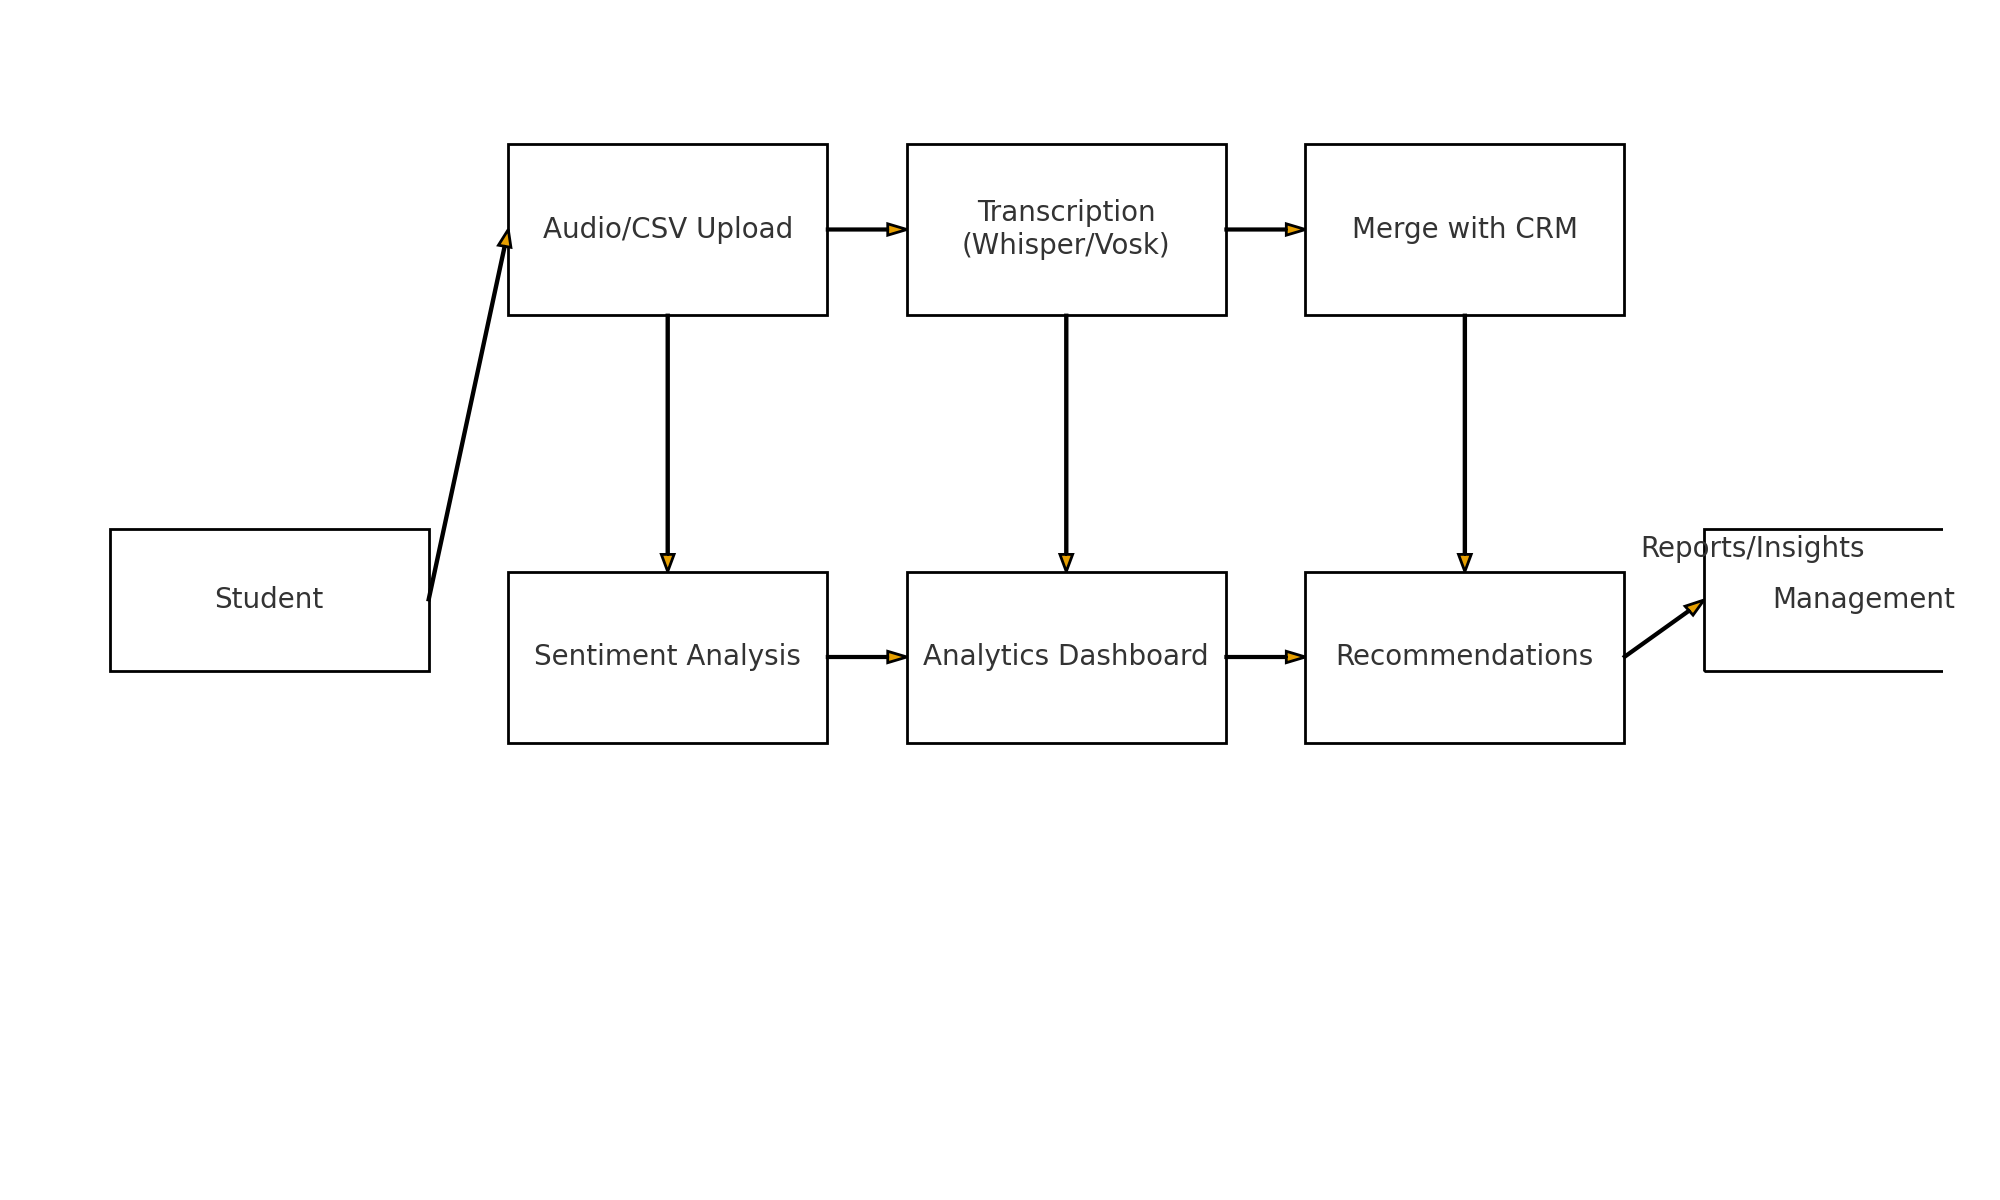 Audio/CSV Upload
Transcription
(Whisper/Vosk)
Merge with CRM
Reports/Insights
Student
Management
Sentiment Analysis
Analytics Dashboard
Recommendations